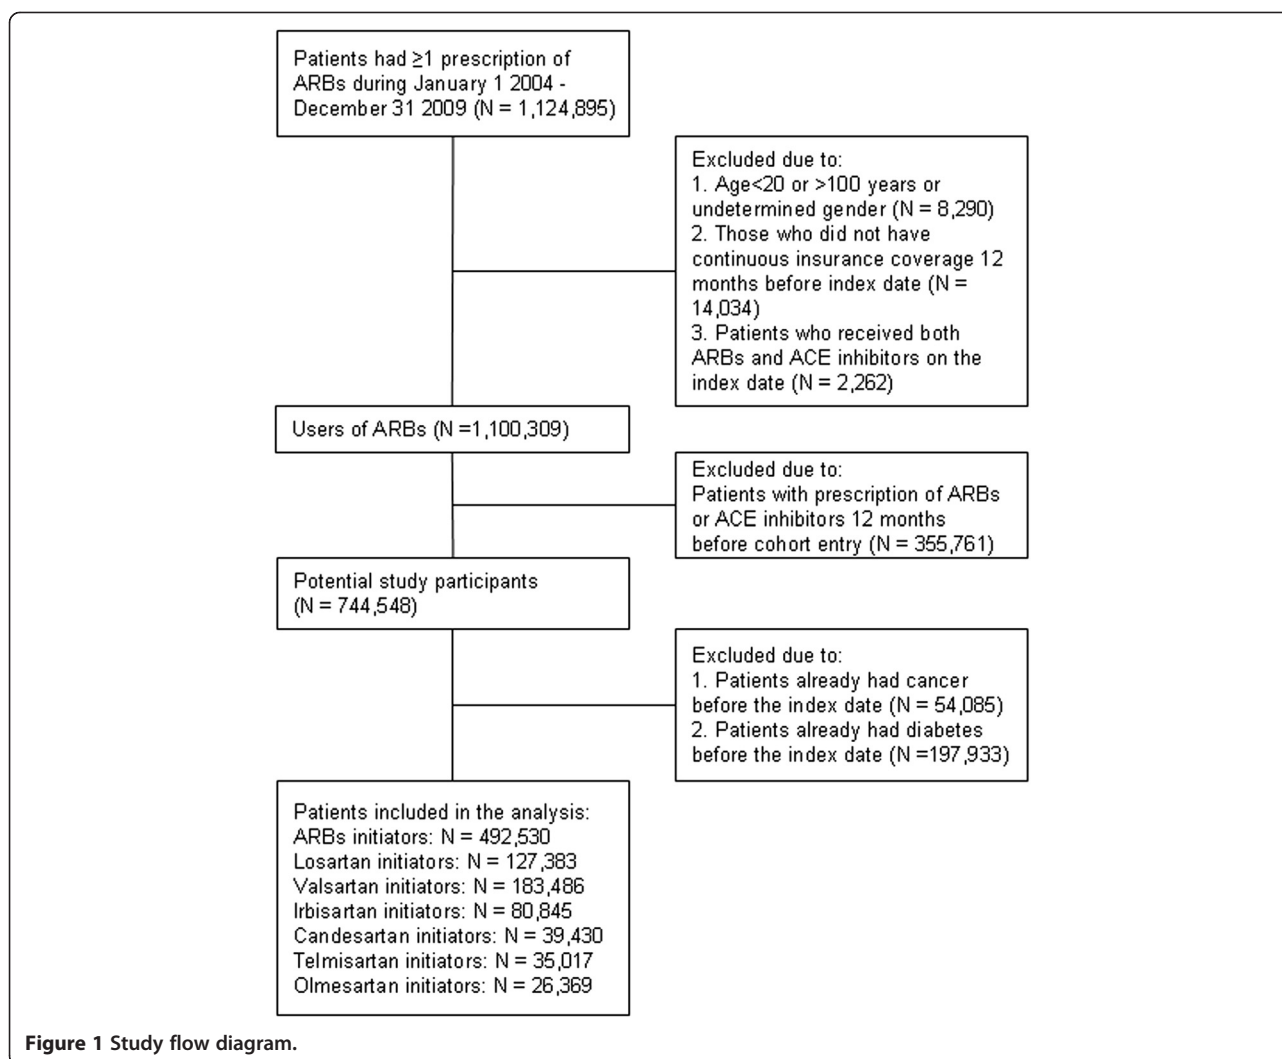 Patients had ≥1 prescription of
ARBs during January 1 2004 -
December 31 2009 (N = 1,124,895)
Excluded due to:
1. Age<20 or >100 years or
undetermined gender (N = 8,290)
2. Those who did not have
continuous insurance coverage 12
months before index date (N =
14,034)
3. Patients who received both
ARBs and ACE inhibitors on the
index date (N = 2,262)
Users of ARBs (N =1,100,309)
Excluded due to:
Patients with prescription of ARBs
or ACE inhibitors 12 months
before cohort entry (N = 355,761)
Potential study participants
(N = 744,548)
Excluded due to:
1. Patients already had cancer
before the index date (N = 54,085)
2. Patients already had diabetes
before the index date (N =197,933)
Patients included in the analysis:
ARBs initiators: N = 492,530
Losartan initiators: N = 127,383
Valsartan initiators: N = 183,486
Irbisartan initiators: N = 80,845
Candesartan initiators: N = 39,430
Telmisartan initiators: N = 35,017
Olmesartan initiators: N = 26,369
Figure 1 Study flow diagram.